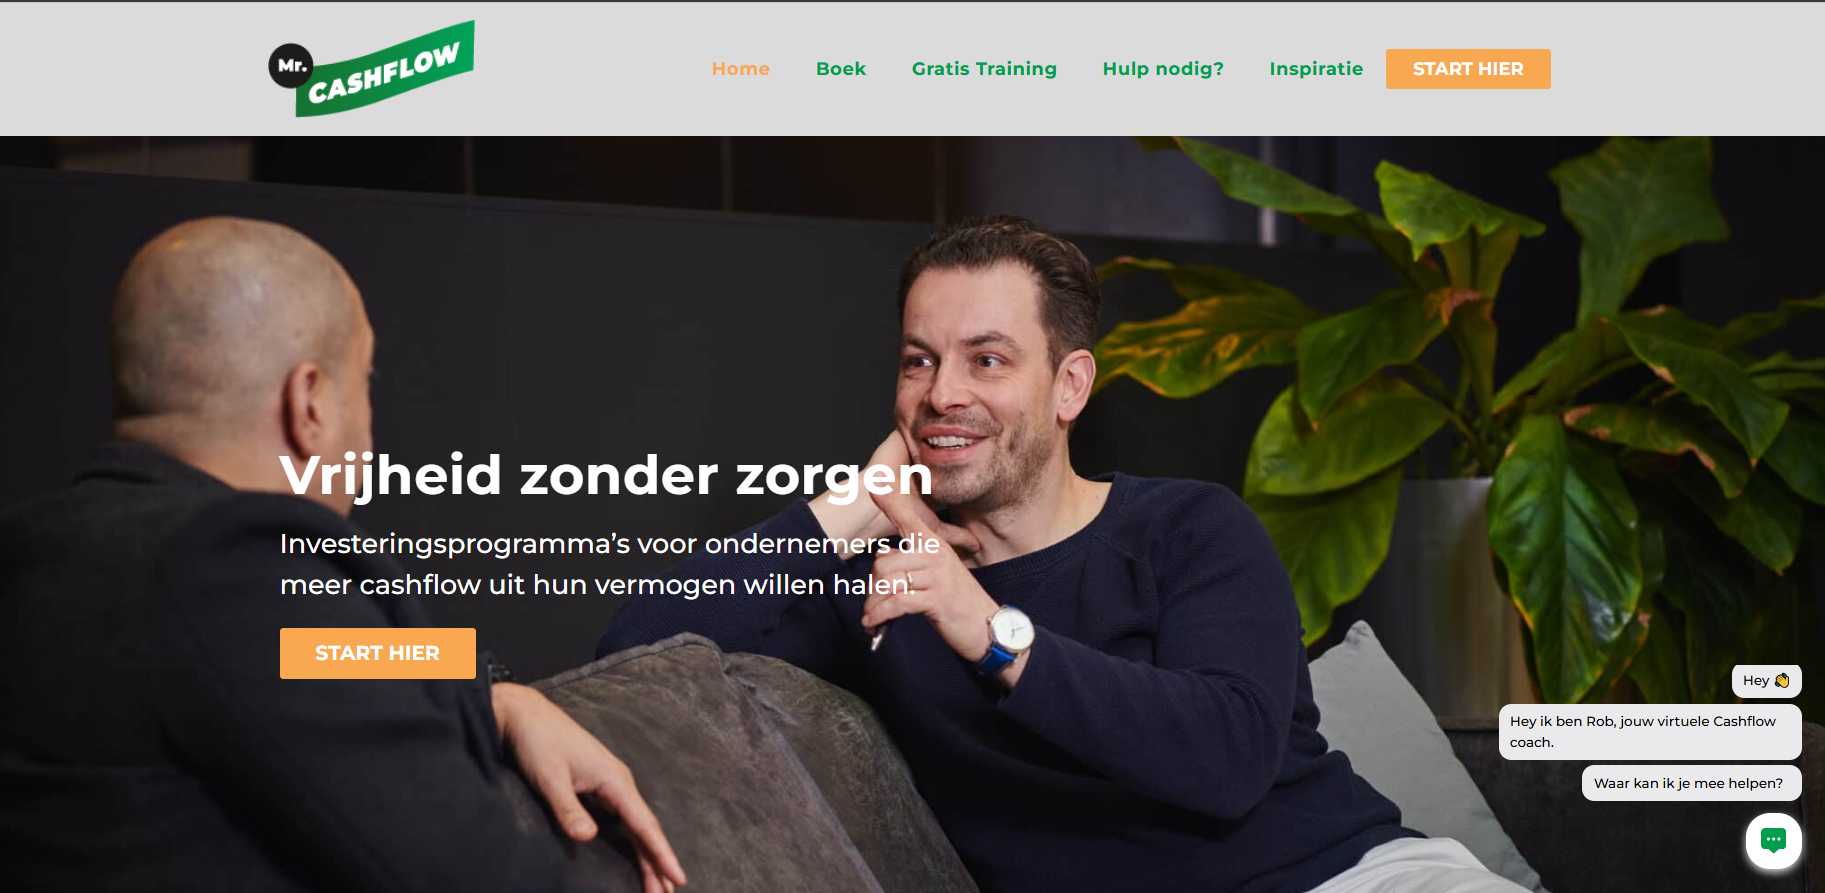 Mr.
CASHFLOW
Home
Boek
Gratis Training
Hulp nodig?
Inspiratie
START HIER
Vrijheid zonder zorgen
Investeringsprogramma’s voor ondernemers die
meer cashflow uit hun vermogen willen halen.
START HIER
Hey 👏
Hey ik ben Rob, jouw virtuele Cashflow
coach.
Waar kan ik je mee helpen?